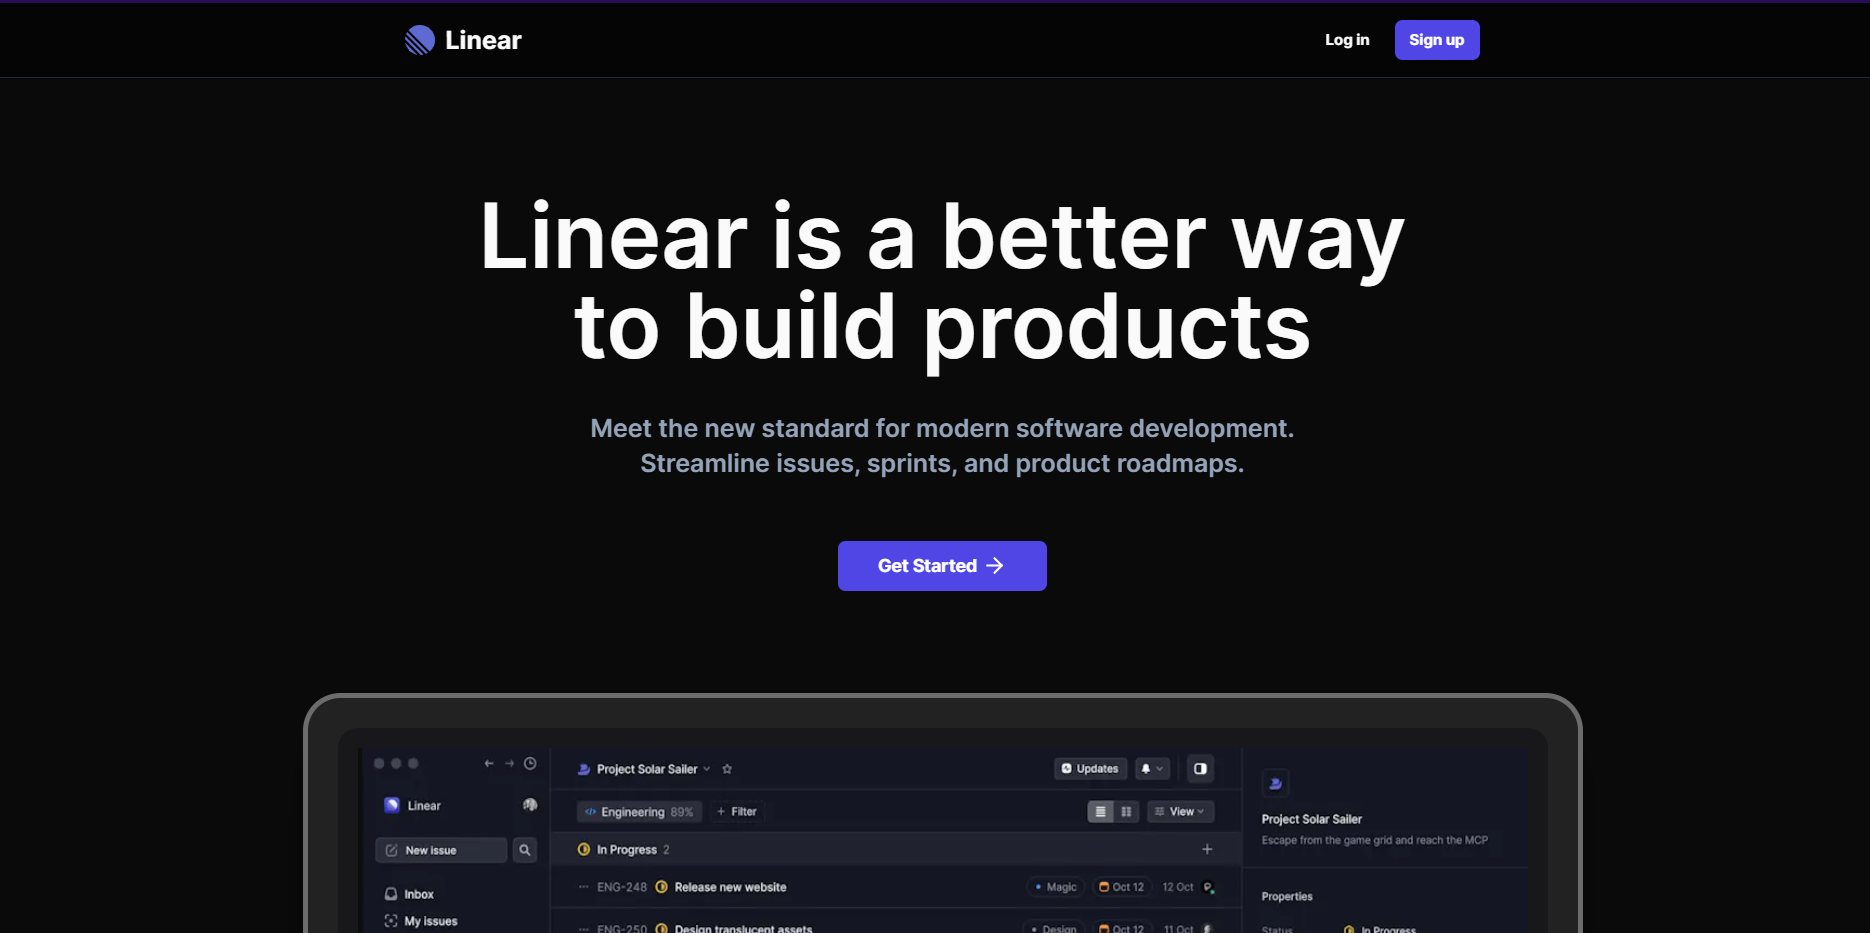 Linear
Log in
Sign up
Linear is a better way
to build products
Meet the new standard for modern software development.
Streamline issues, sprints, and product roadmaps.
Get Started →
Project Solar Sailer
Updates
Linear
Engineering 89%
+ Filter
View
Project Solar Sailer
Escape from the game grid and reach the MCP
New issue
In Progress 2
ENG-248 Release new website
Magic
Oct 12
12 Oct
Inbox
Properties
My issues
ENG-250 Design translucent assets
Design
Oct 12
11 Oct
Status
In Progress